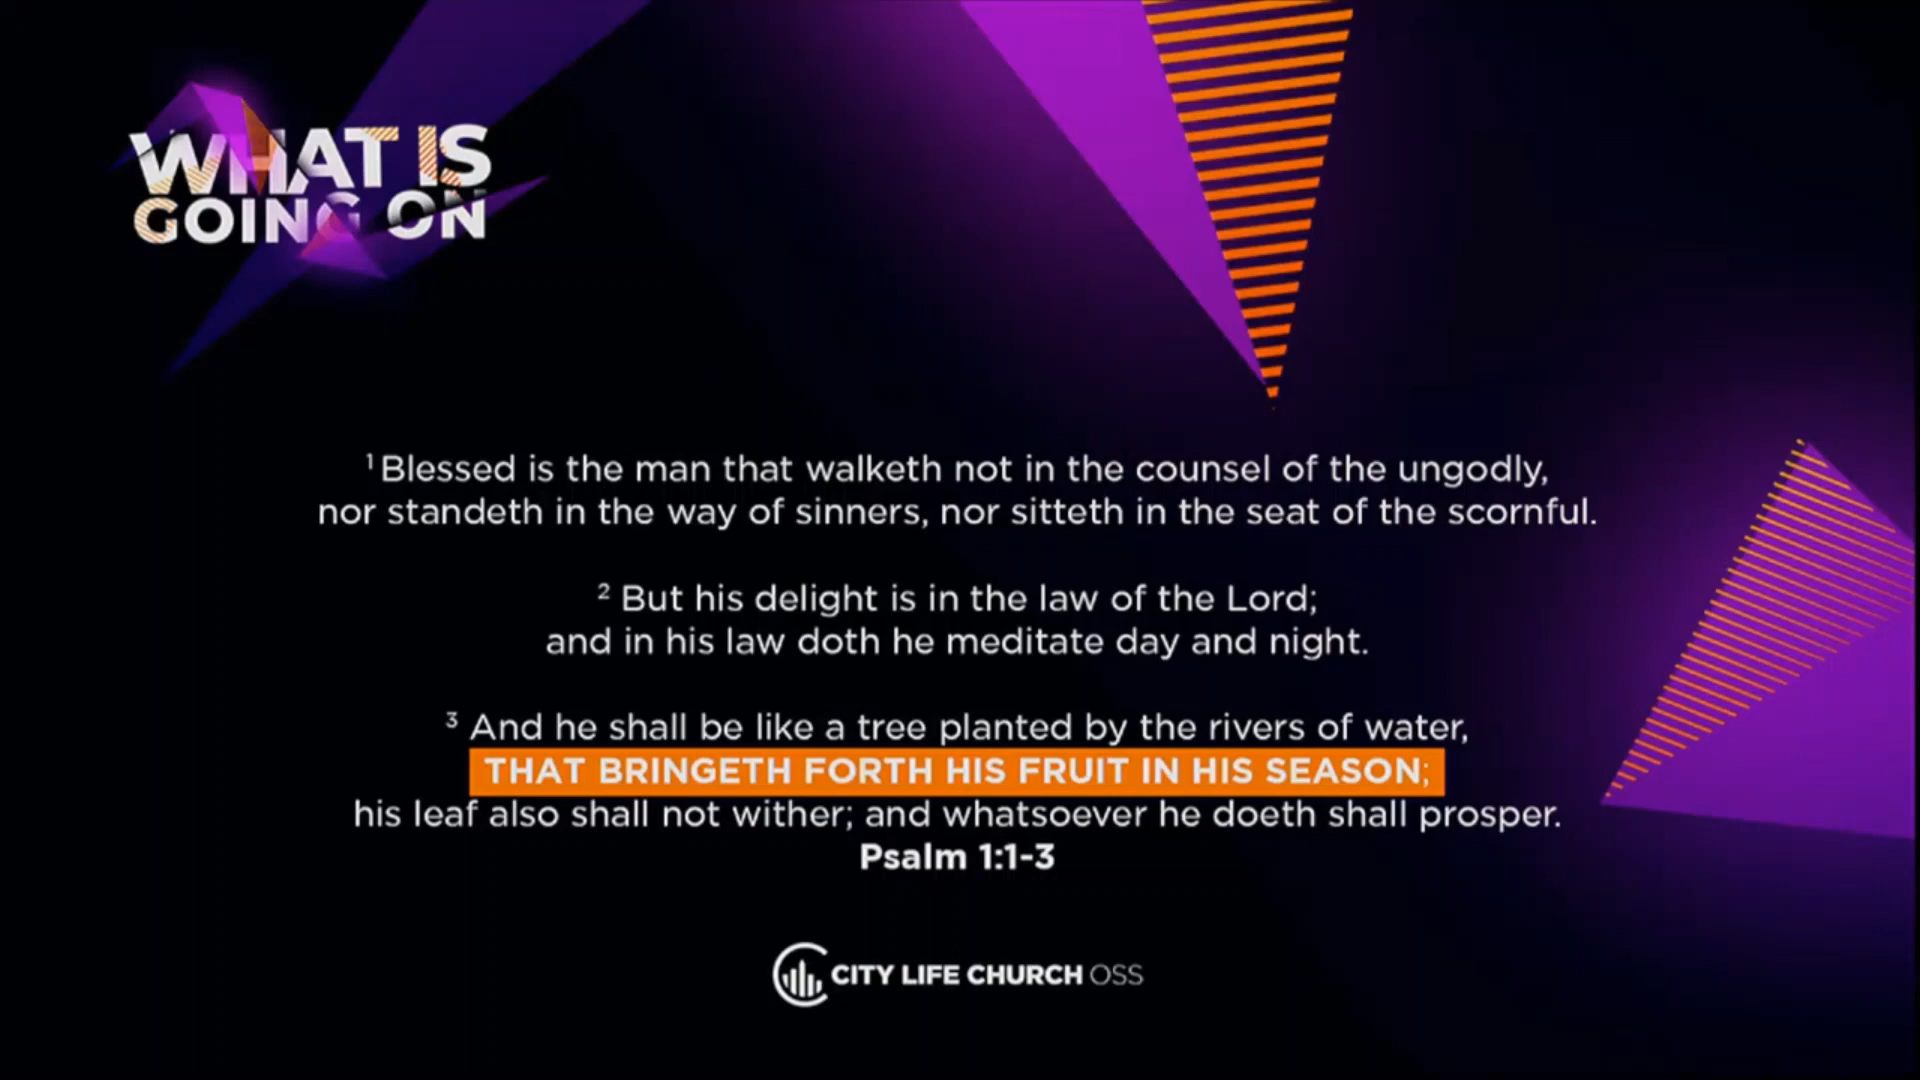 WHAT IS
GOING ON
¹ Blessed is the man that walketh not in the counsel of the ungodly,
nor standeth in the way of sinners, nor sitteth in the seat of the scornful.
² But his delight is in the law of the Lord;
and in his law doth he meditate day and night.
³ And he shall be like a tree planted by the rivers of water,
THAT BRINGETH FORTH HIS FRUIT IN HIS SEASON;
his leaf also shall not wither; and whatsoever he doeth shall prosper.
Psalm 1:1-3
CITY LIFE CHURCH OSS